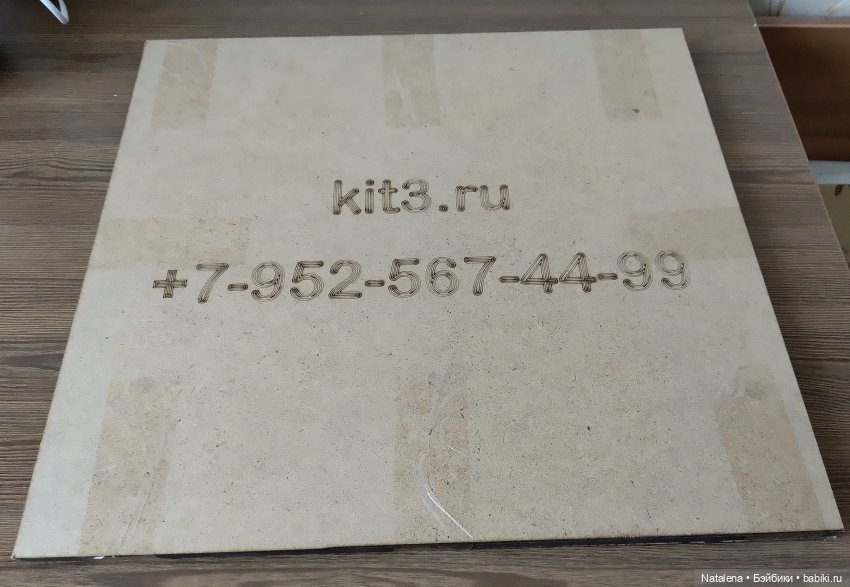 kit3.ru
+7-952-567-44-99
Natalena • Бэйбики • babiki.ru